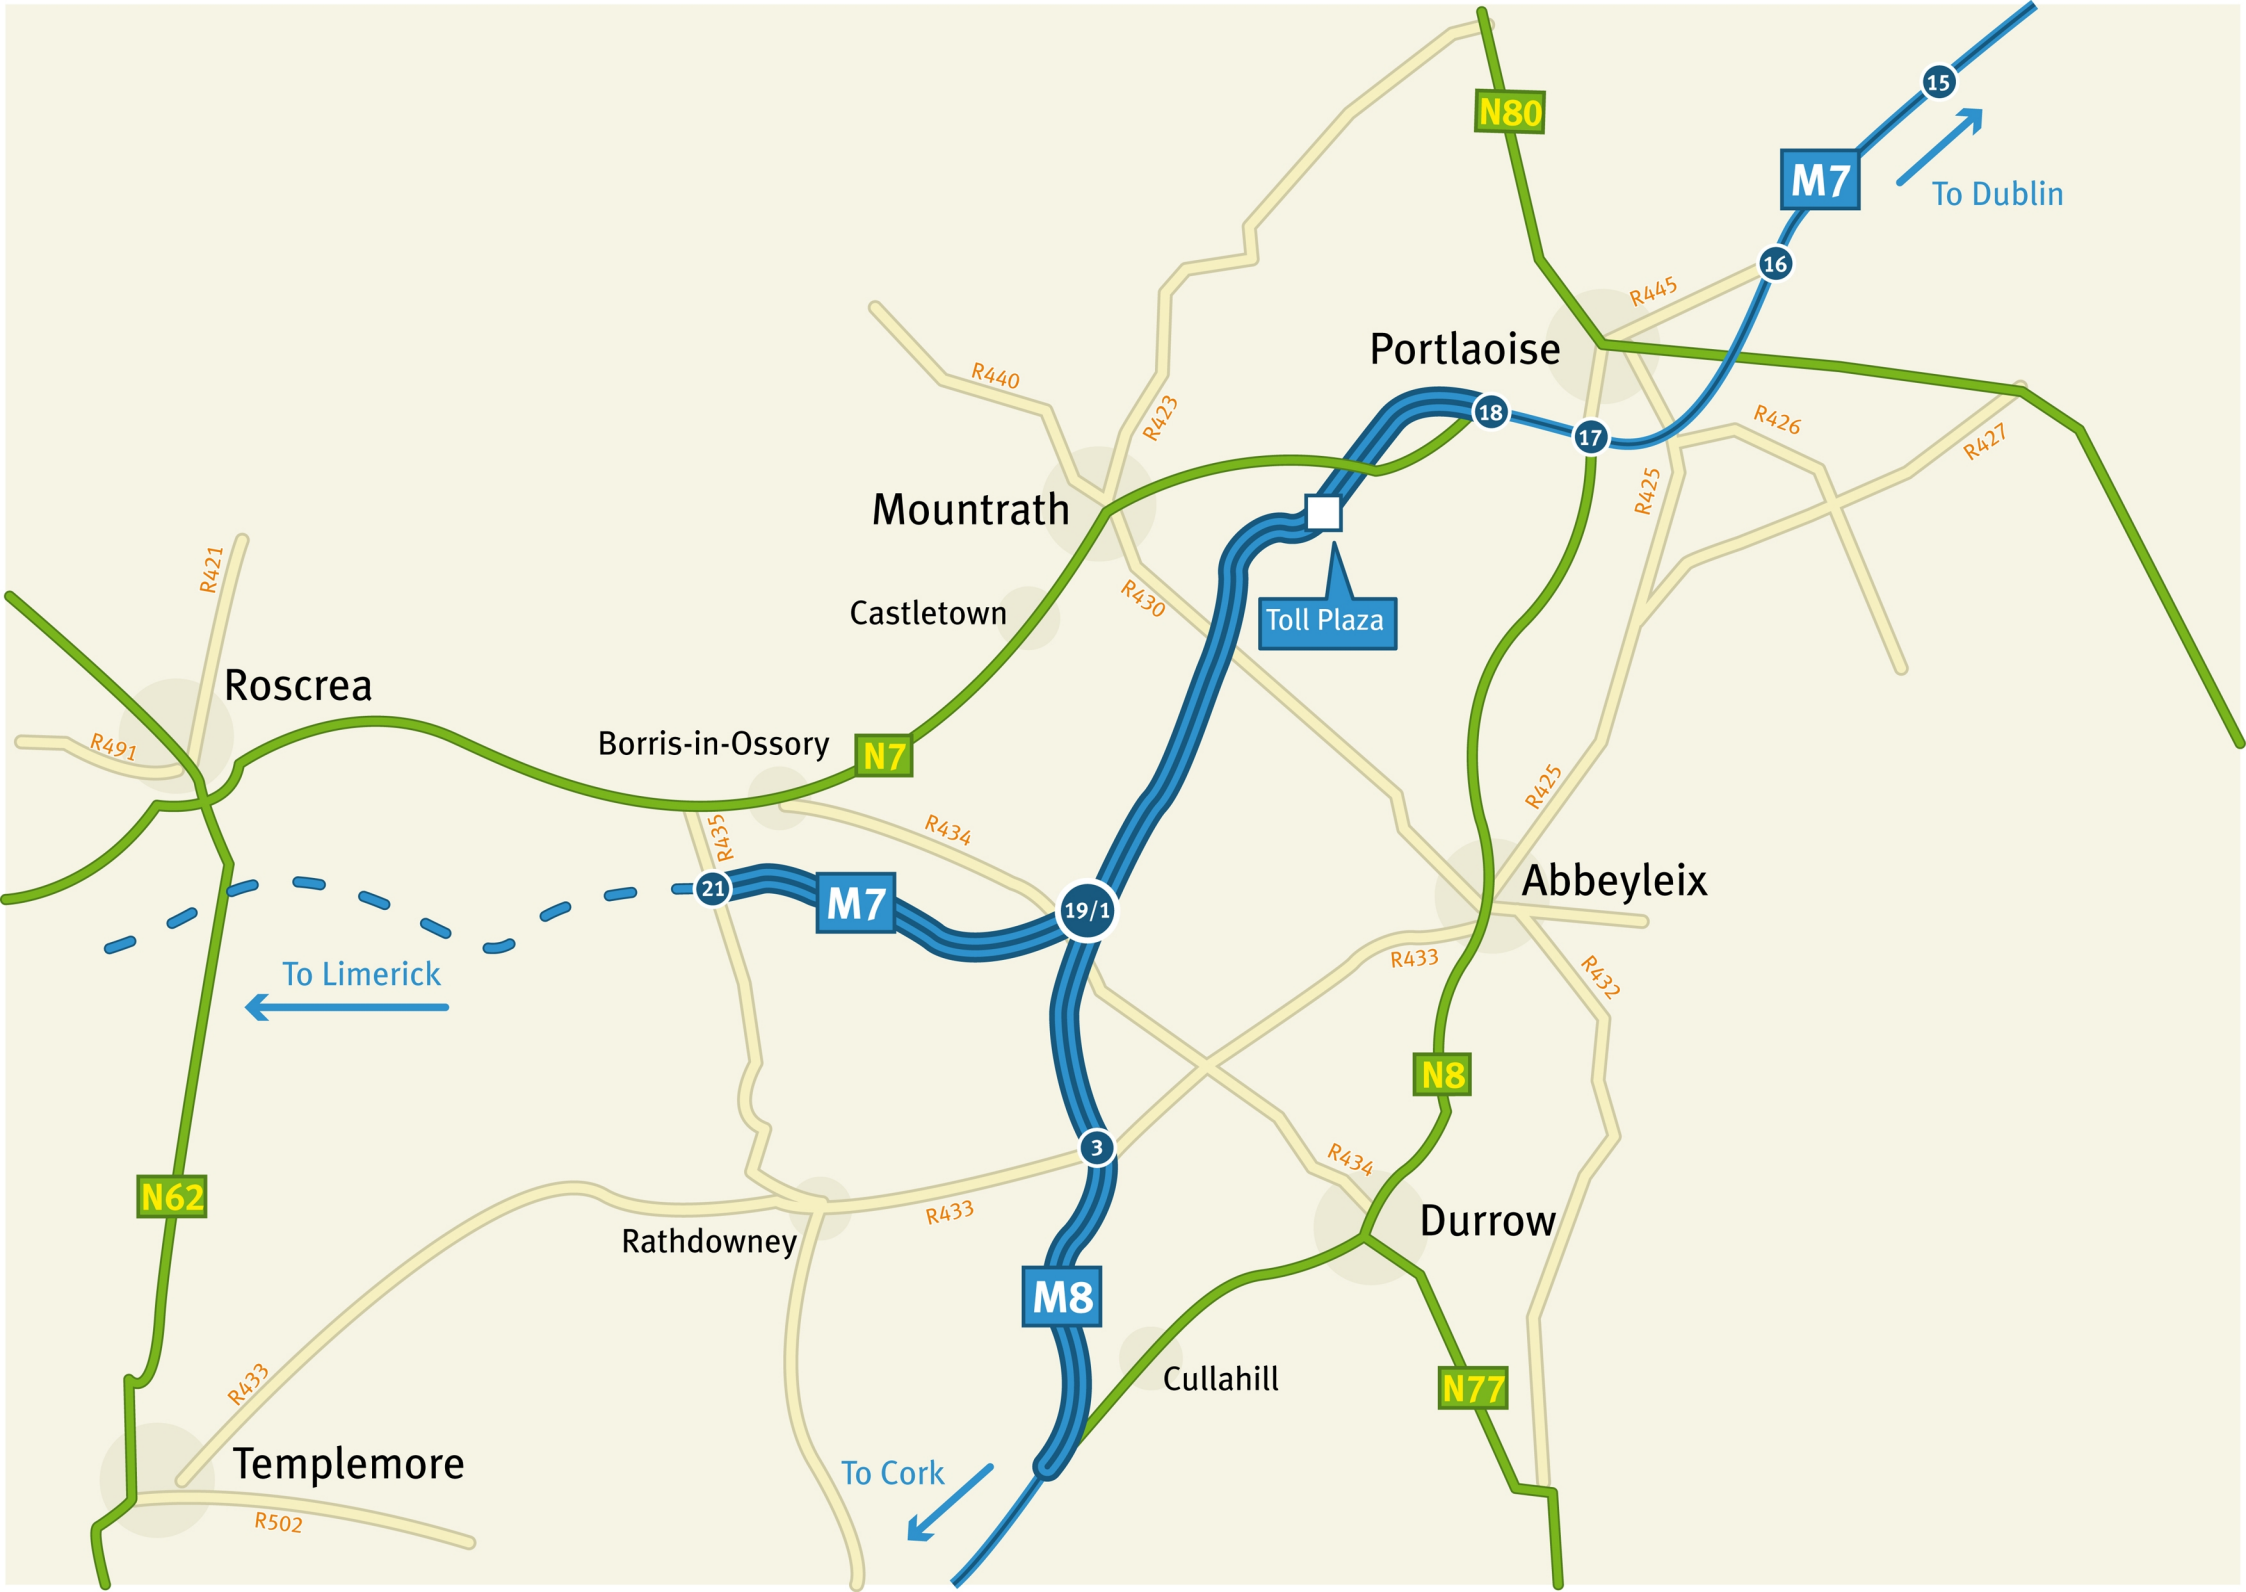 15
N80
M7
To Dublin
16
R445
Portlaoise
R440
R423
18
17
R426
R427
R425
Mountrath
R421
R430
Castletown
Toll Plaza
Roscrea
R491
Borris-in-Ossory
N7
R435
R434
R425
21
M7
19/1
Abbeyleix
To Limerick
R433
R432
N8
3
R434
N62
R433
Durrow
Rathdowney
M8
R433
Cullahill
N77
Templemore
To Cork
R502